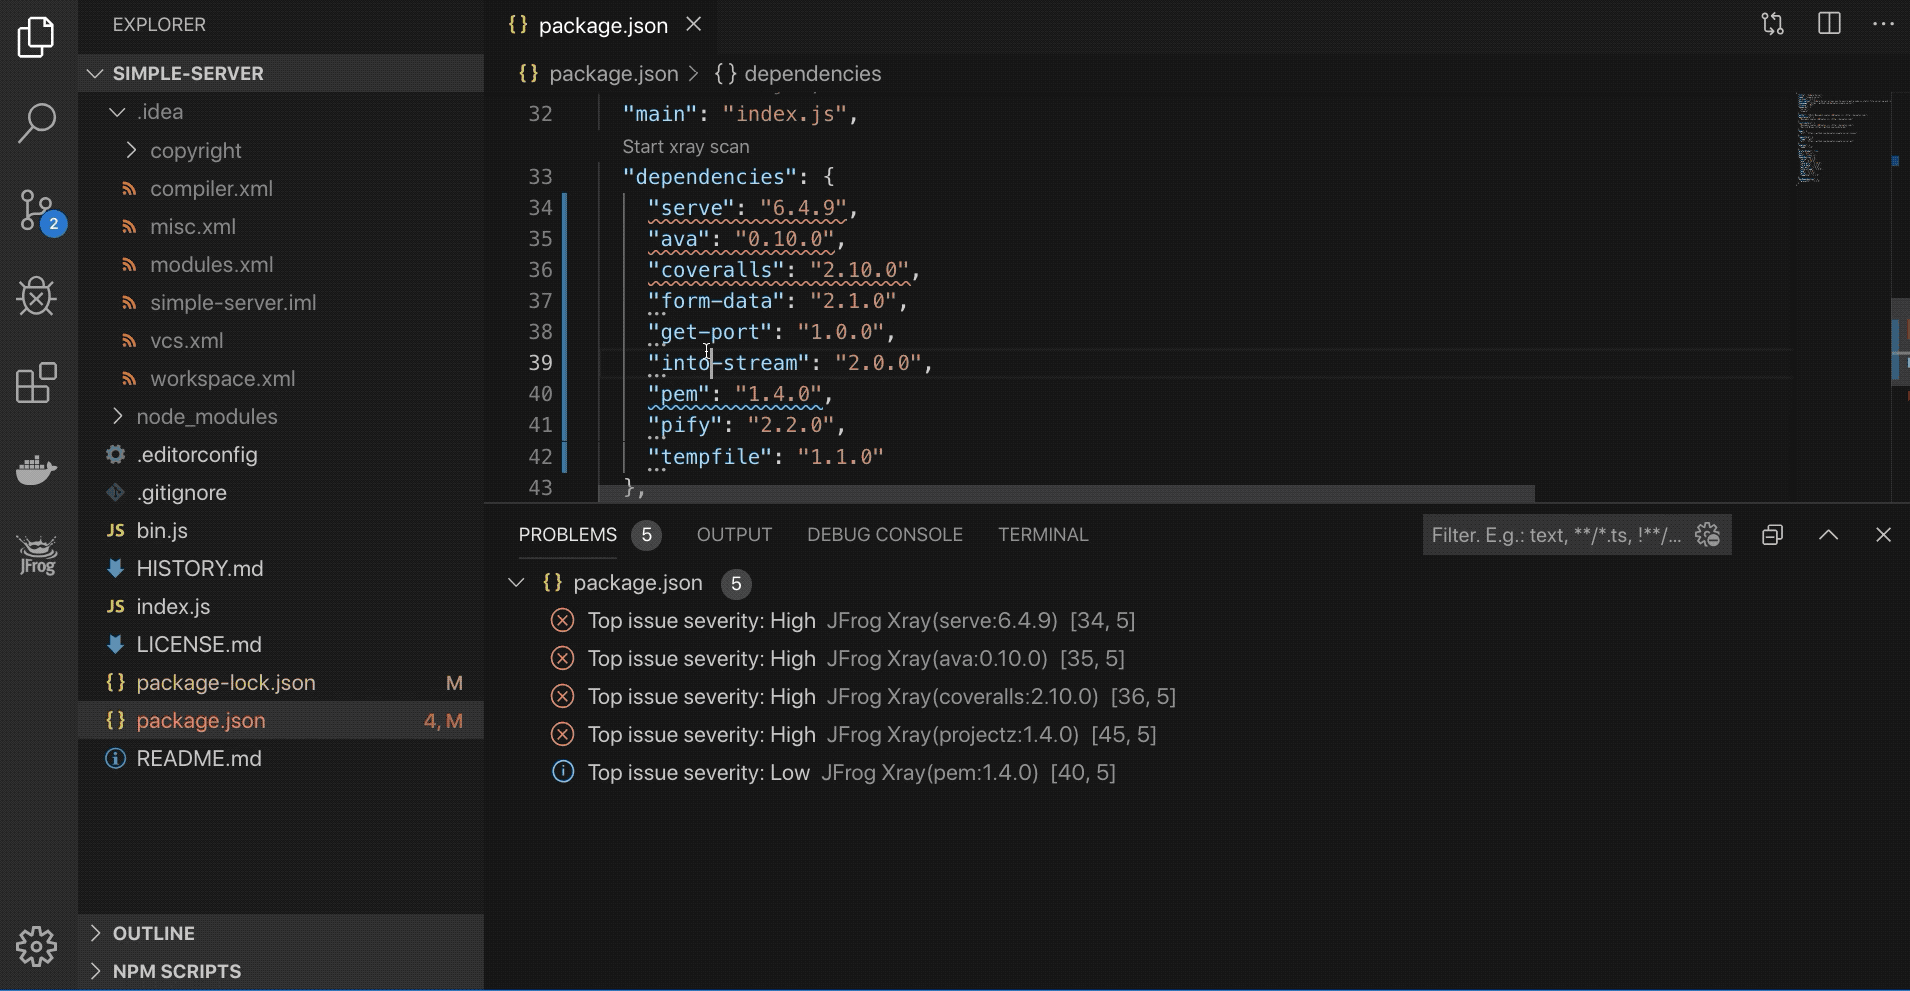 EXPLORER
SIMPLE-SERVER
.idea
copyright
compiler.xml
misc.xml
modules.xml
simple-server.iml
vcs.xml
workspace.xml
node_modules
.editorconfig
.gitignore
JS bin.js
HISTORY.md
JS index.js
LICENSE.md
{} package-lock.json M
{} package.json 4, M
README.md
OUTLINE
NPM SCRIPTS
2
JFrog
{} package.json
{} package.json > {} dependencies
32 "main": "index.js",
Start xray scan
33 "dependencies": {
34 "serve": "6.4.9",
35 "ava": "0.10.0",
36 "coveralls": "2.10.0",
37 "form-data": "2.1.0",
38 "get-port": "1.0.0",
39 "into-stream": "2.0.0",
40 "pem": "1.4.0",
41 "pify": "2.2.0",
42 "tempfile": "1.1.0"
43 },
PROBLEMS 5 OUTPUT DEBUG CONSOLE TERMINAL Filter. E.g.: text, **/*.ts, !**/...
{} package.json 5
Top issue severity: High JFrog Xray(serve:6.4.9) [34, 5]
Top issue severity: High JFrog Xray(ava:0.10.0) [35, 5]
Top issue severity: High JFrog Xray(coveralls:2.10.0) [36, 5]
Top issue severity: High JFrog Xray(projectz:1.4.0) [45, 5]
Top issue severity: Low JFrog Xray(pem:1.4.0) [40, 5]